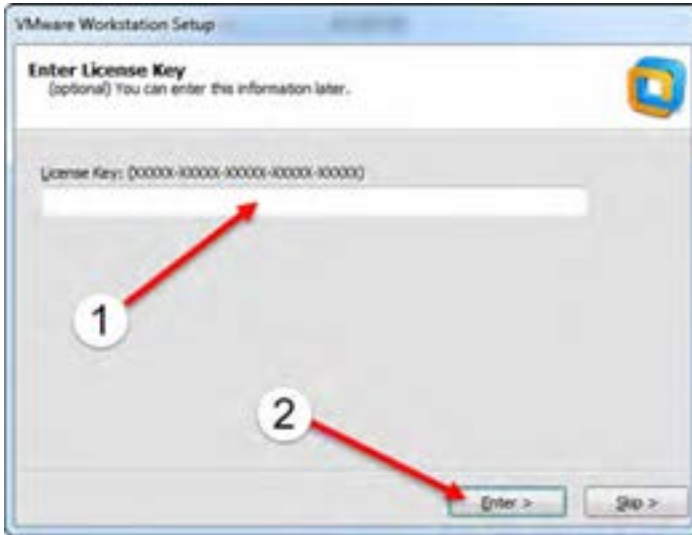 VMware Workstation Setup
Enter License Key
(optional) You can enter this information later.
License Key: (XXXXX-XXXXX-XXXXX-XXXXX-XXXXX)
1
2
Enter >
Skip >